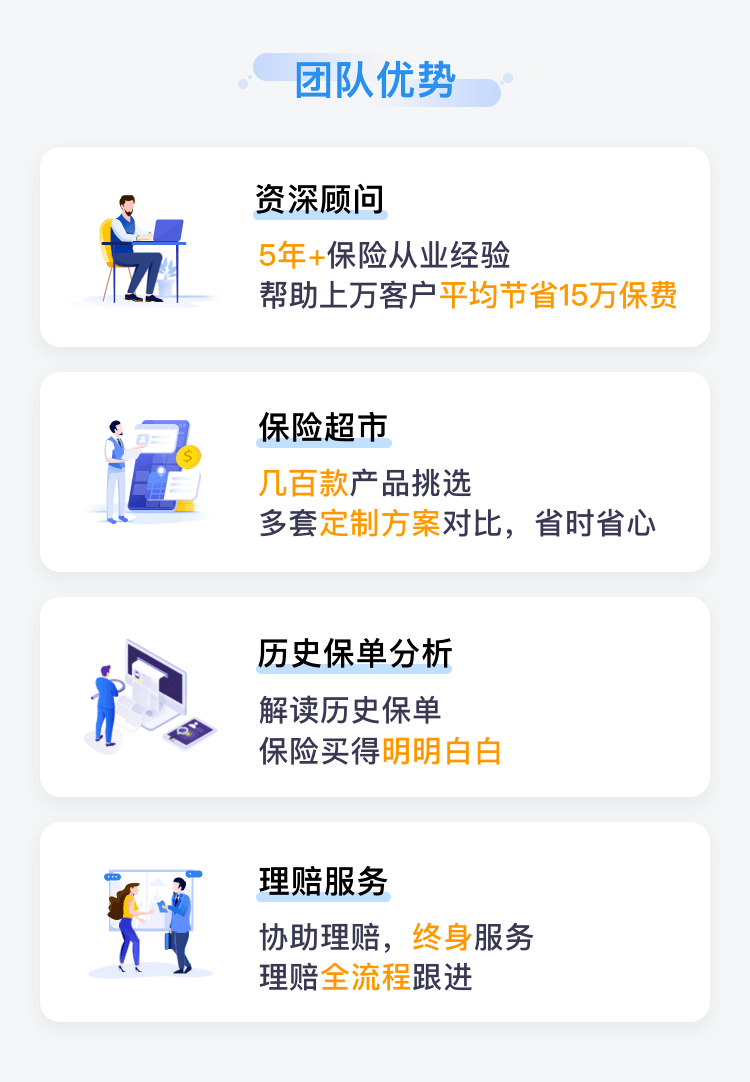 团队优势
资深顾问
5年+保险从业经验
帮助上万客户平均节省15万保费
保险超市
几百款产品挑选
多套定制方案对比，省时省心
历史保单分析
解读历史保单
保险买得明明白白
理赔服务
协助理赔，终身服务
理赔全流程跟进